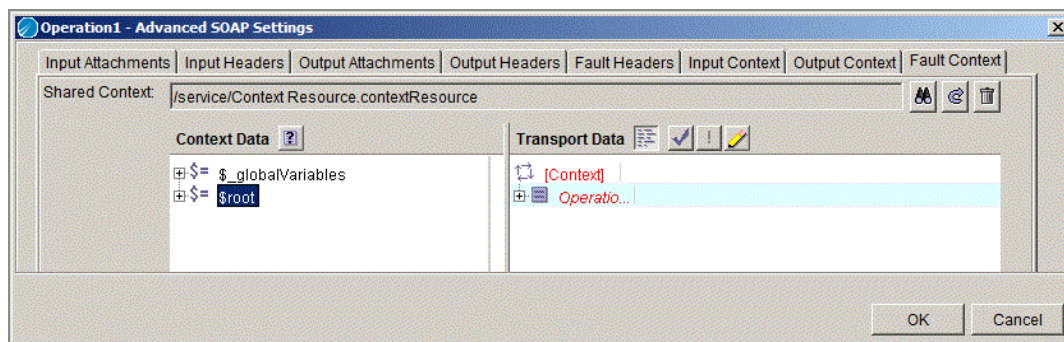 Operation1 - Advanced SOAP Settings
Input Attachments Input Headers Output Attachments Output Headers Fault Headers Input Context Output Context Fault Context
Shared Context: /service/Context Resource.contextResource
Context Data ? Transport Data !
$= $_globalVariables [Context]
$= $root Operatio...
OK Cancel